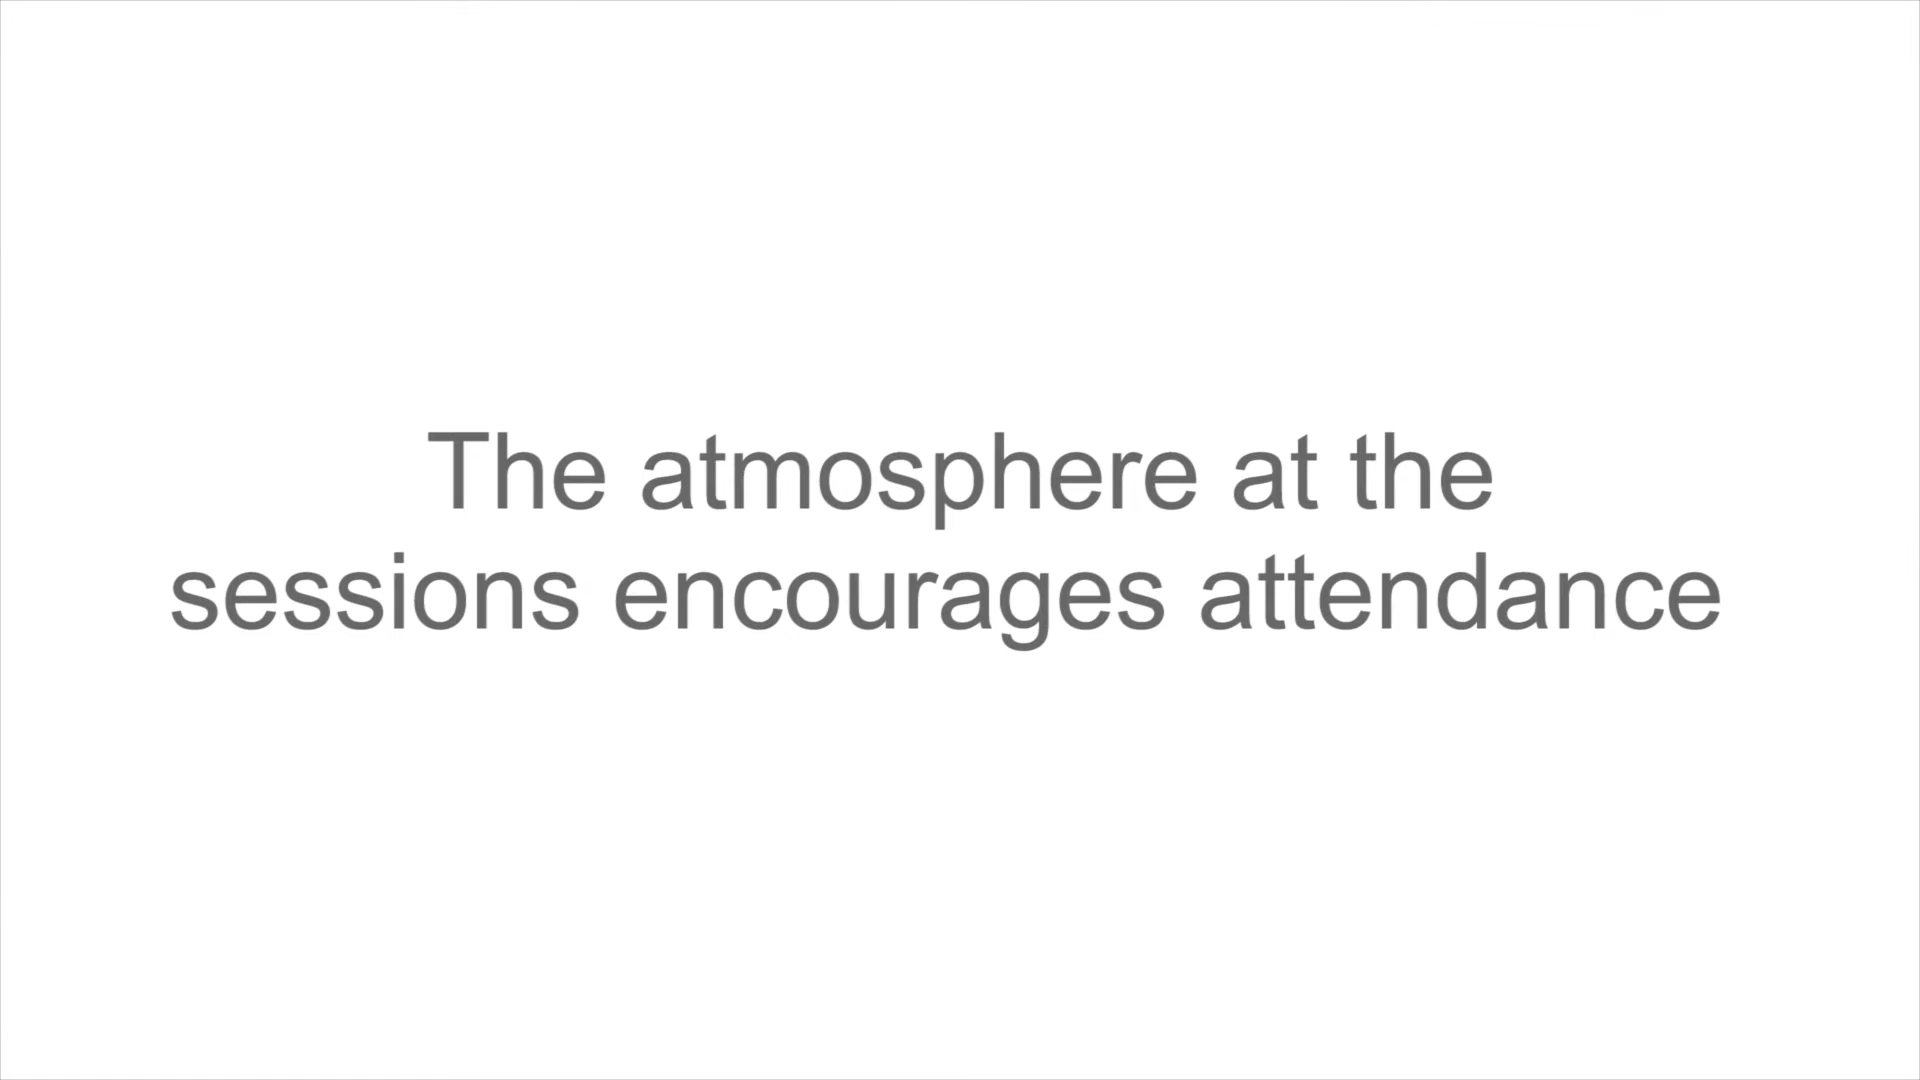 The atmosphere at the
sessions encourages attendance